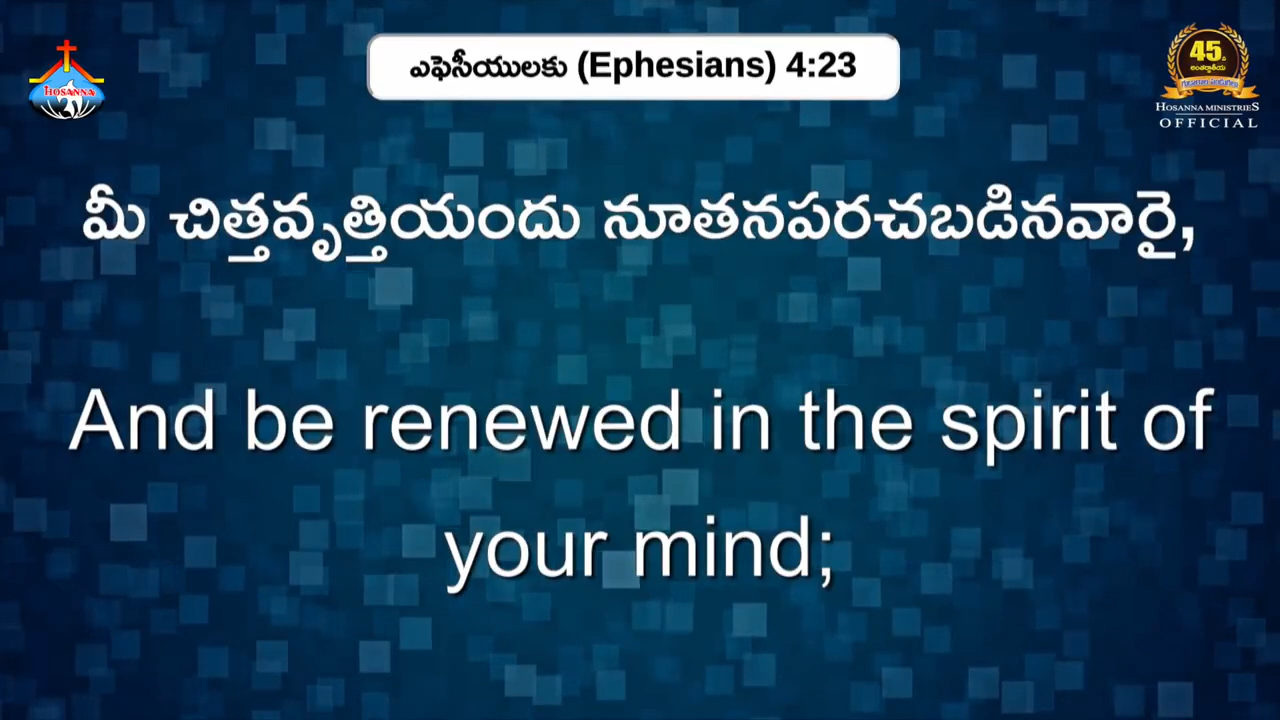 ఎఫెసీయులకు (Ephesians) 4:23
HOSANNA
45
HOSANNA MINISTRIES
OFFICIAL
మీ చిత్తవృత్తియందు నూతనపరచబడినవారై,
And be renewed in the spirit of
your mind;